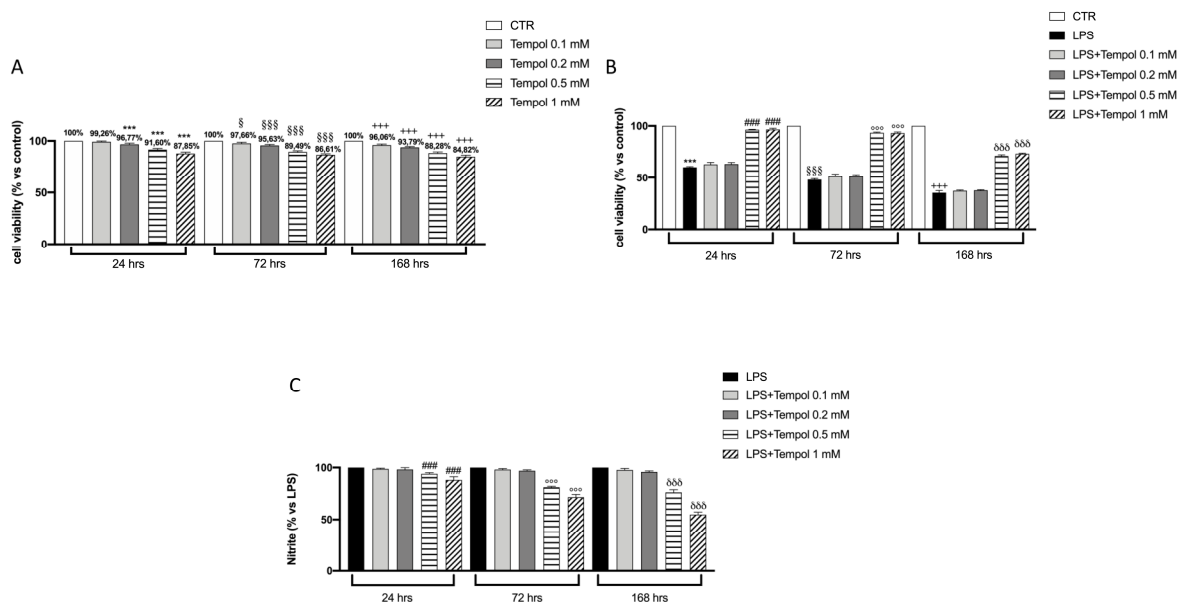 A
CTR
Tempol 0.1 mM
Tempol 0.2 mM
Tempol 0.5 mM
Tempol 1 mM
cell viability (% vs control)
100
50
0
100% 99,26% *** 96,77% *** 91,60% *** 87,85%
100% § 97,66% §§§ 95,63% §§§ 89,49% §§§ 86,61%
100% +++ 96,06% +++ 93,79% +++ 88,28% +++ 84,82%
24 hrs 72 hrs 168 hrs
B
CTR
LPS
LPS+Tempol 0.1 mM
LPS+Tempol 0.2 mM
LPS+Tempol 0.5 mM
LPS+Tempol 1 mM
cell viability (% vs control)
100
50
0
*** ### ###
§§§ °°° °°°
+++ δδδ δδδ
24 hrs 72 hrs 168 hrs
C
LPS
LPS+Tempol 0.1 mM
LPS+Tempol 0.2 mM
LPS+Tempol 0.5 mM
LPS+Tempol 1 mM
Nitrite (% vs LPS)
100
50
0
### ###
°°° °°°
δδδ δδδ
24 hrs 72 hrs 168 hrs